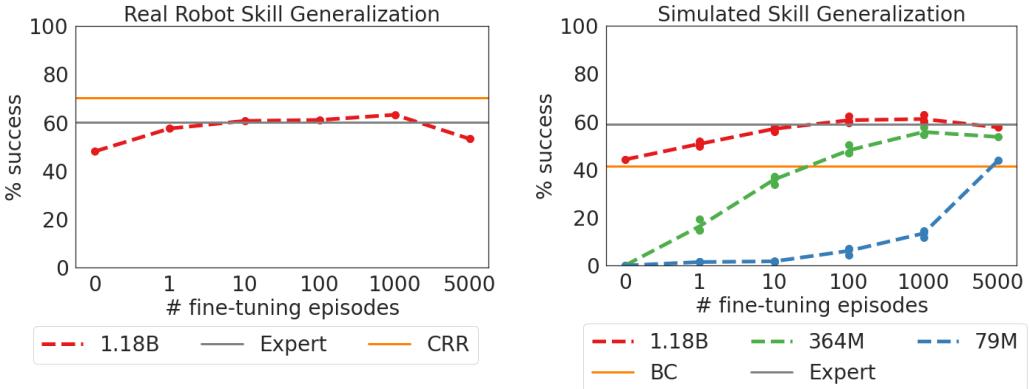 Real Robot Skill Generalization
100
80
60
40
20
0
% success
0 1 10 100 1000 5000
# fine-tuning episodes
1.18B Expert CRR
Simulated Skill Generalization
100
80
60
40
20
0
% success
0 1 10 100 1000 5000
# fine-tuning episodes
1.18B 364M 79M
BC Expert